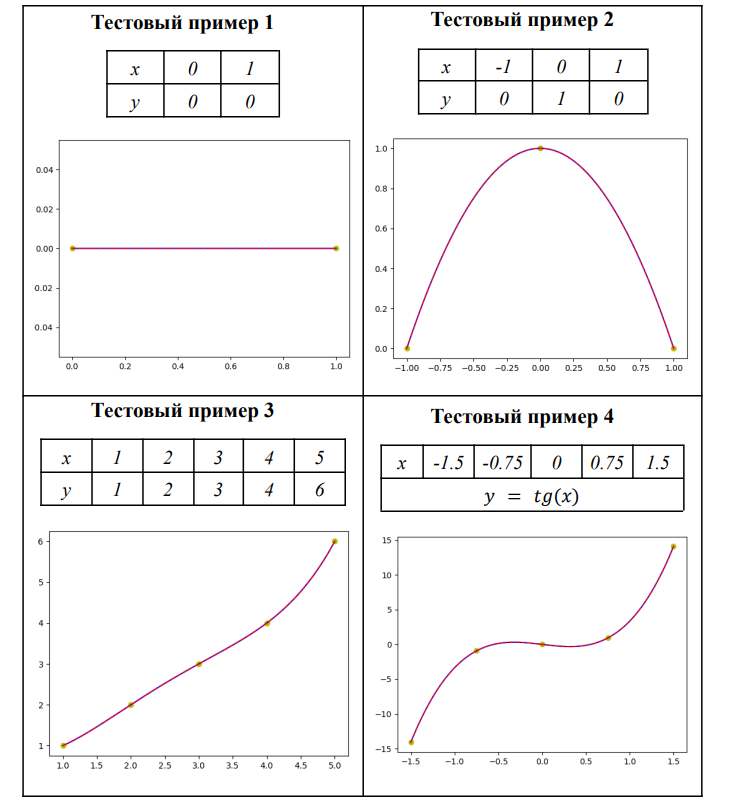 Тестовый пример 1
x 0 1
y 0 0
0.04
0.02
0.00
0.02
0.04
0.0 0.2 0.4 0.6 0.8 1.0
Тестовый пример 2
x -1 0 1
y 0 1 0
1.0
0.8
0.6
0.4
0.2
0.0
−1.00 −0.75 −0.50 −0.25 0.00 0.25 0.50 0.75 1.00
Тестовый пример 3
x 1 2 3 4 5
y 1 2 3 4 6
6
5
4
3
2
1
1.0 1.5 2.0 2.5 3.0 3.5 4.0 4.5 5.0
Тестовый пример 4
x -1.5 -0.75 0 0.75 1.5
y = tg(x)
15
10
5
0
−5
−10
−15
−1.5 −1.0 −0.5 0.0 0.5 1.0 1.5